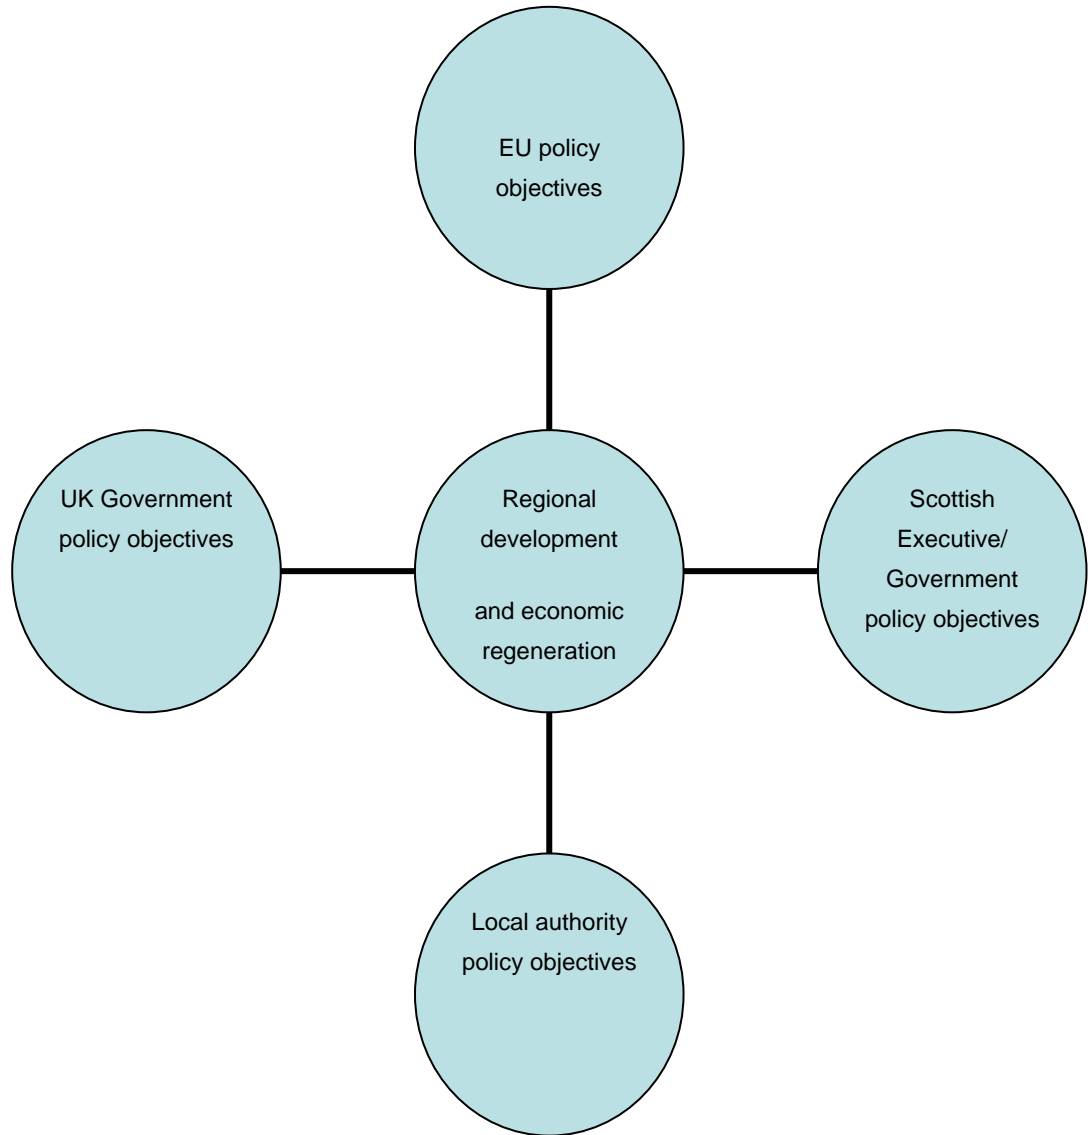 EU policy
objectives
UK Government
policy objectives
Regional
development
and economic
regeneration
Scottish
Executive/
Government
policy objectives
Local authority
policy objectives